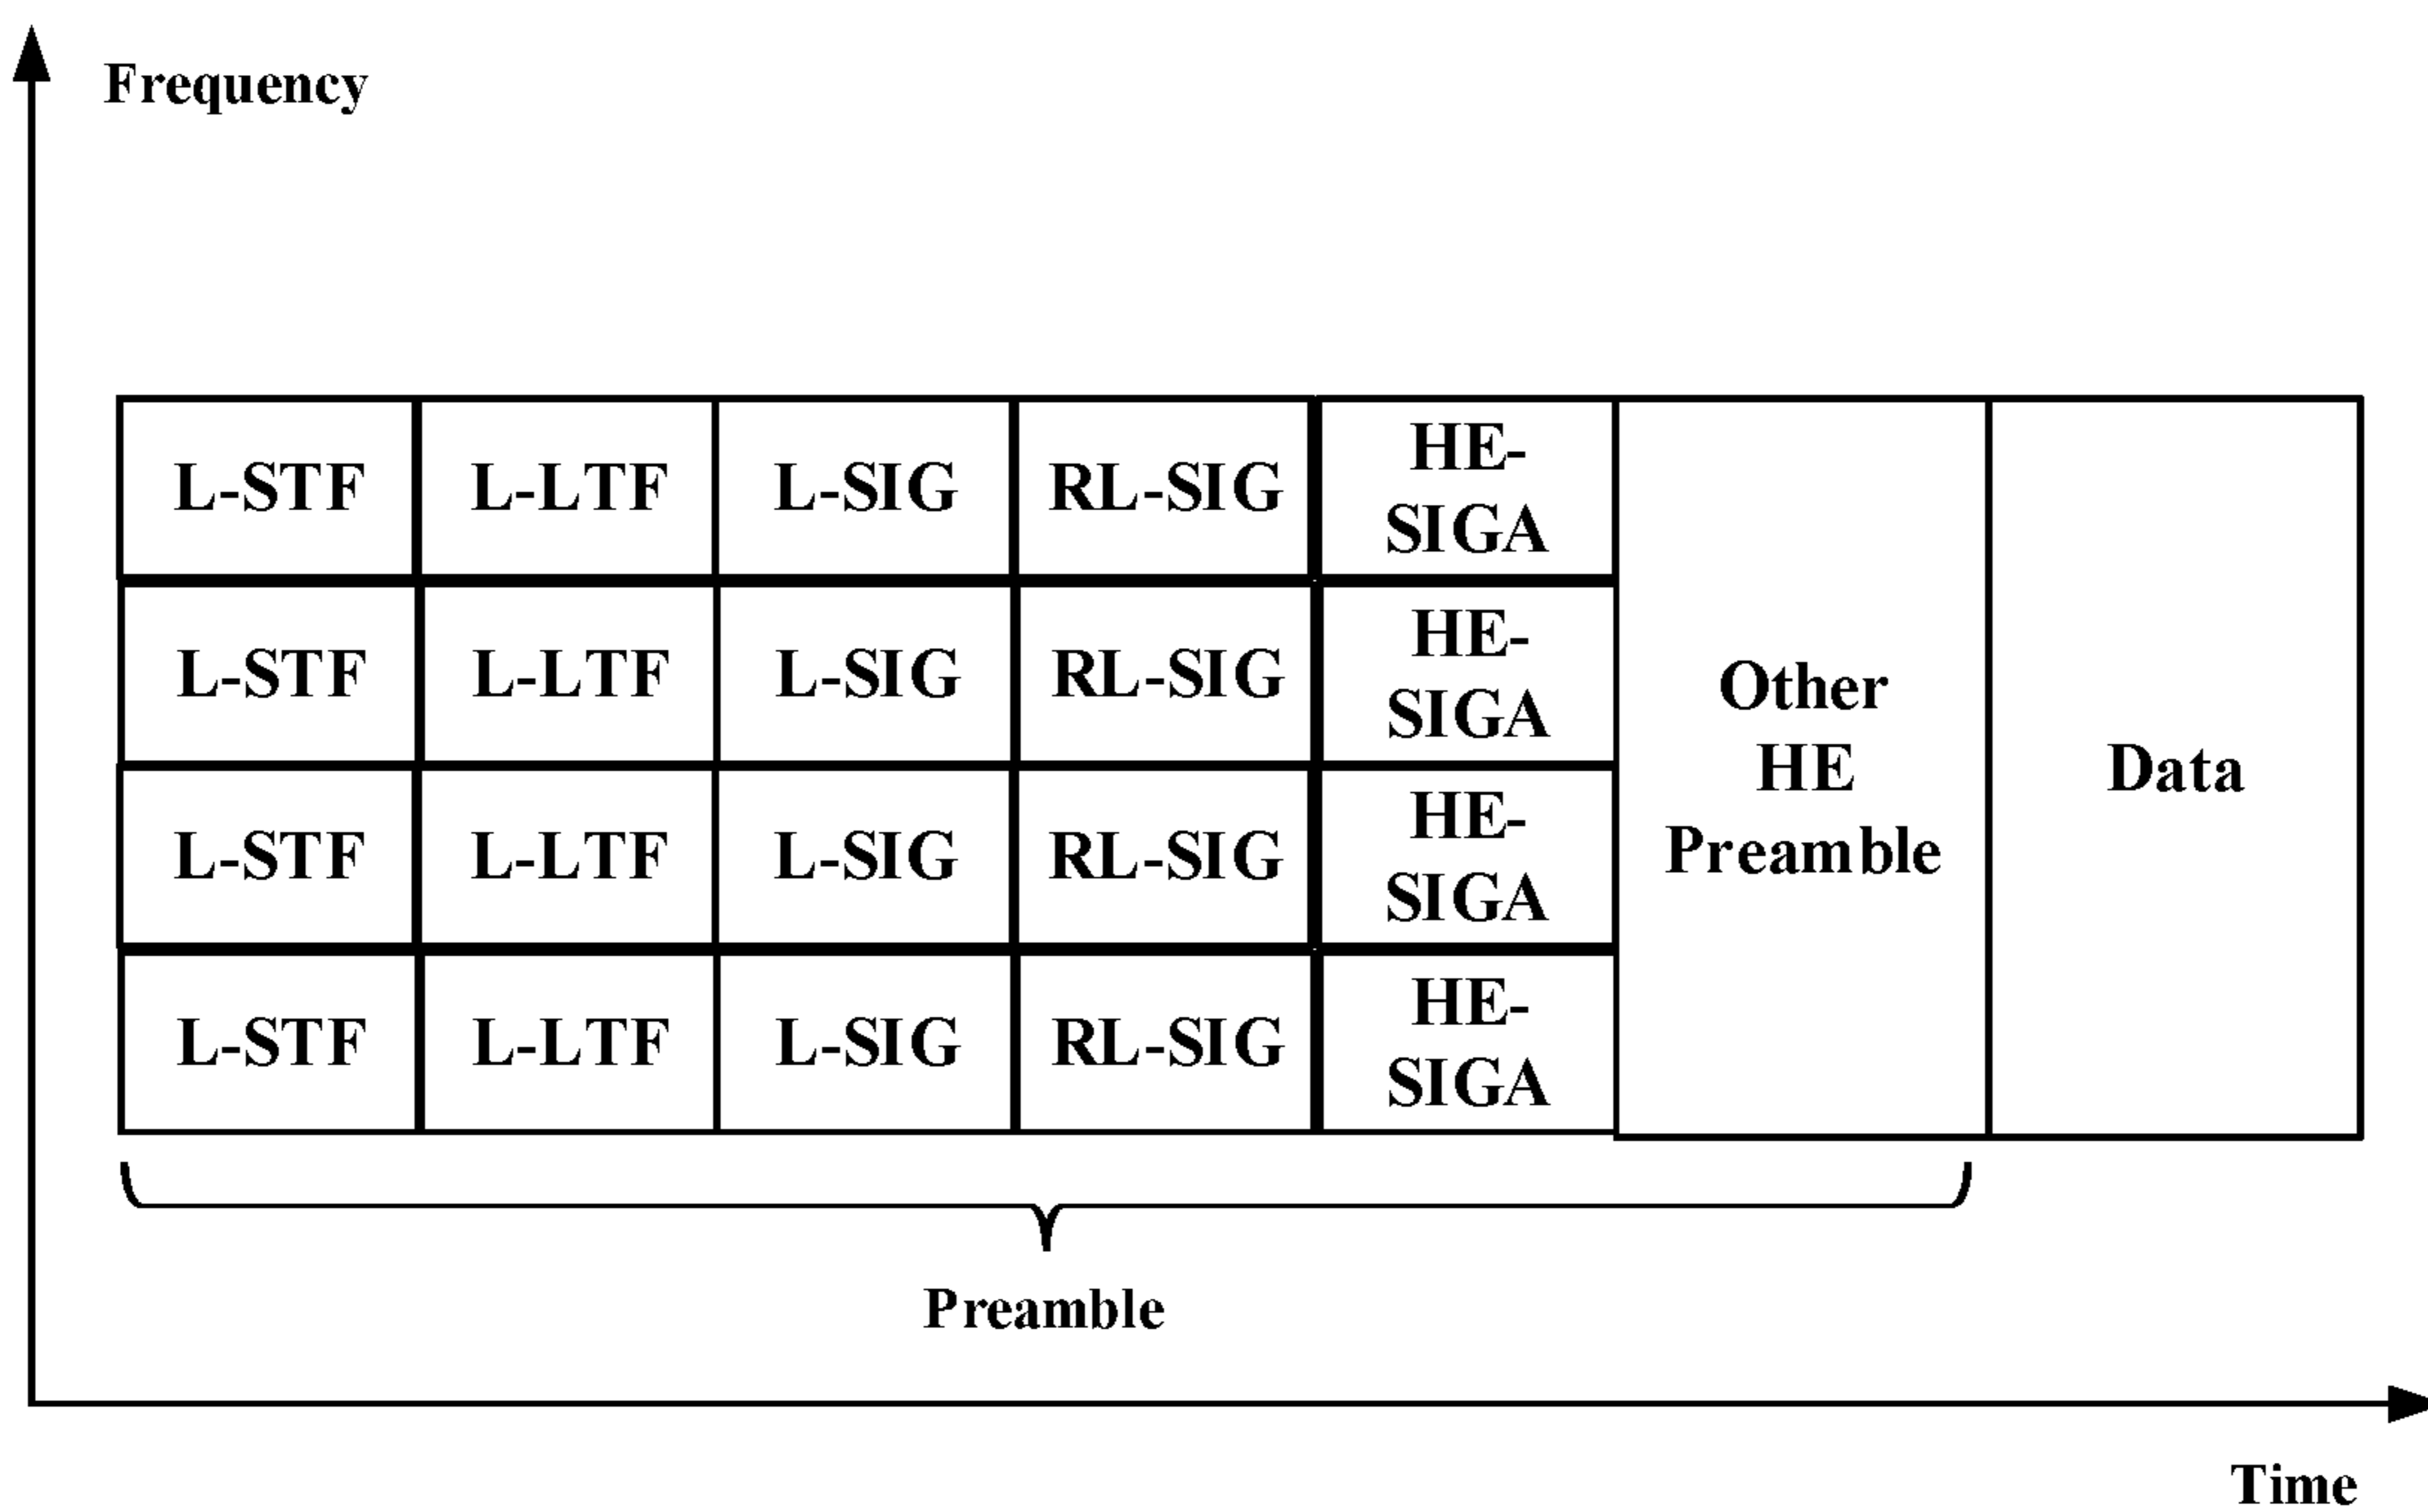 Frequency
L-STF L-LTF L-SIG RL-SIG HE-
SIGA
L-STF L-LTF L-SIG RL-SIG HE-
SIGA
L-STF L-LTF L-SIG RL-SIG HE-
SIGA
L-STF L-LTF L-SIG RL-SIG HE-
SIGA
Other
HE
Preamble
Data
Preamble
Time